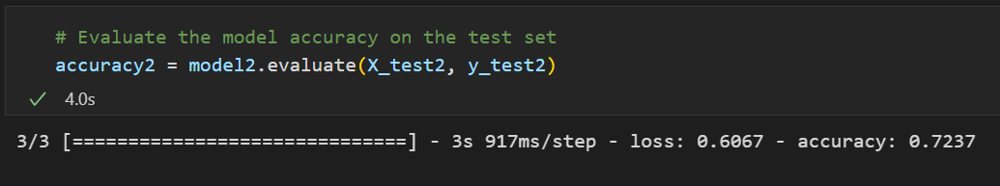 # Evaluate the model accuracy on the test set
accuracy2 = model2.evaluate(X_test2, y_test2)
4.0s
3/3 [==============================] - 3s 917ms/step - loss: 0.6067 - accuracy: 0.7237